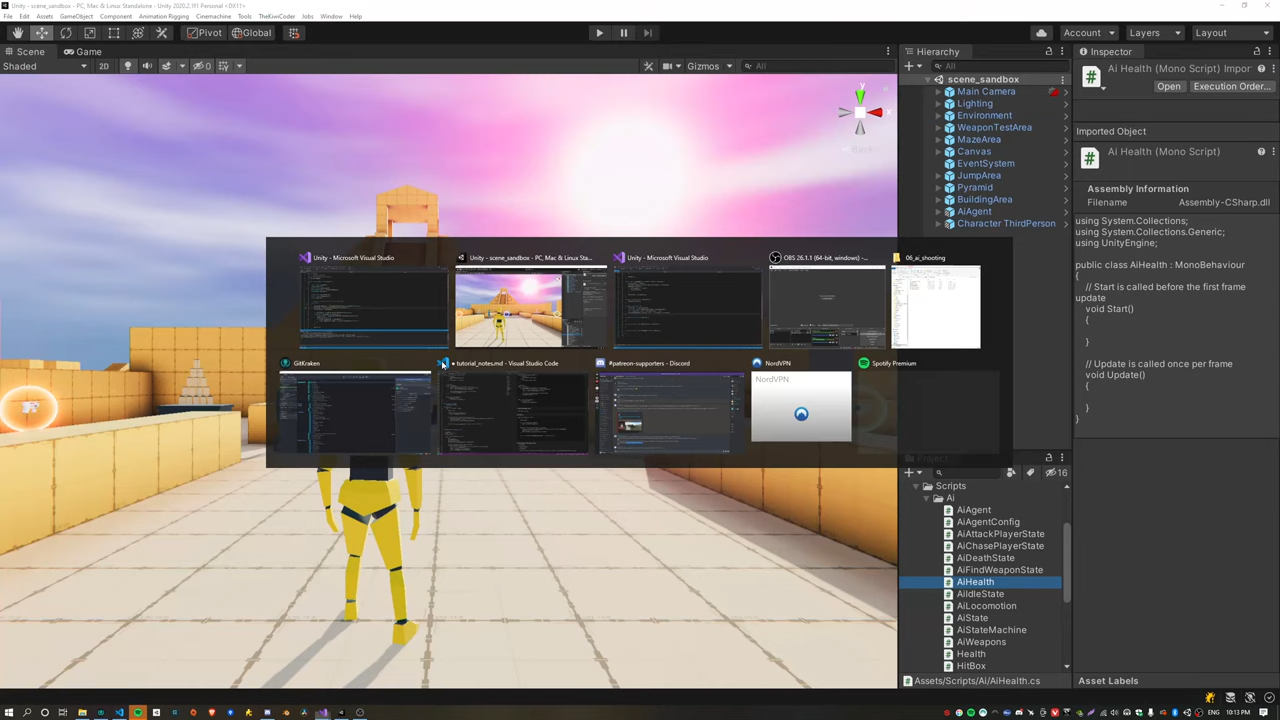 Unity - scene_sandbox - PC, Mac & Linux Standalone - Unity 2020.2.1f1 Personal <DX11>
File Edit Assets GameObject Component Animation Rigging Cinemachine Tools TheKiwiCoder Jobs Window Help
Pivot Global Account Layers Layout
Scene Game
Shaded 2D 0 Gizmos All
Hierarchy
All
scene_sandbox
Main Camera
Lighting
Environment
WeaponTestArea
MazeArea
Canvas
EventSystem
JumpArea
Pyramid
BuildingArea
AiAgent
Character ThirdPerson
Inspector
Ai Health (Mono Script) Impor
Open Execution Order...
Imported Object
Ai Health (Mono Script)
Assembly Information
Filename Assembly-CSharp.dll
using System.Collections;
using System.Collections.Generic;
using UnityEngine;
public class AiHealth : MonoBehaviour
// Start is called before the first frame
update
void Start()
{
}
// Update is called once per frame
void Update()
{
}
}
y
Back
Unity - Microsoft Visual Studio
Unity - scene_sandbox - PC, Mac & Linux Sta...
Unity - Microsoft Visual Studio
OBS 26.1.1 (64-bit, windows) -...
06_ai_shooting
GitKraken
● tutorial_notes.md - Visual Studio Code
#patreon-supporters - Discord
NordVPN
Spotify Premium
NordVPN
Project
16
Scripts
Ai
AiAgent
AiAgentConfig
AiAttackPlayerState
AiChasePlayerState
AiDeathState
AiFindWeaponState
AiHealth
AiIdleState
AiLocomotion
AiState
AiStateMachine
AiWeapons
Health
HitBox
Assets/Scripts/Ai/AiHealth.cs
Asset Labels
ENG 10:13 PM